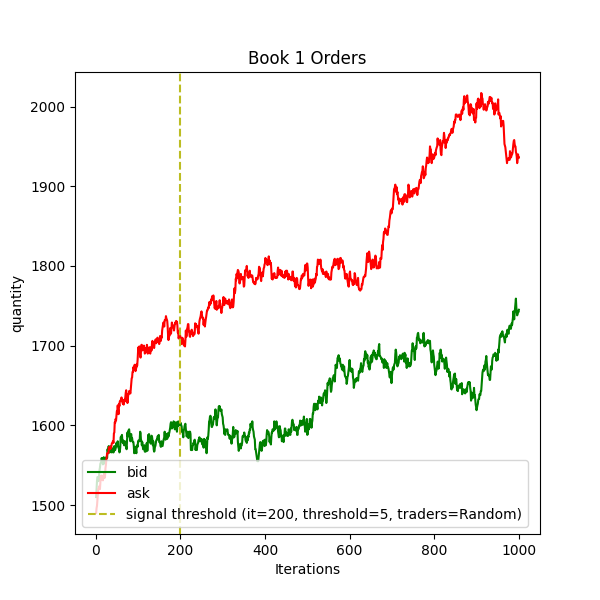 Book 1 Orders
quantity
2000
1900
1800
1700
1600
1500
bid
ask
signal threshold (it=200, threshold=5, traders=Random)
0 200 400 600 800 1000
Iterations